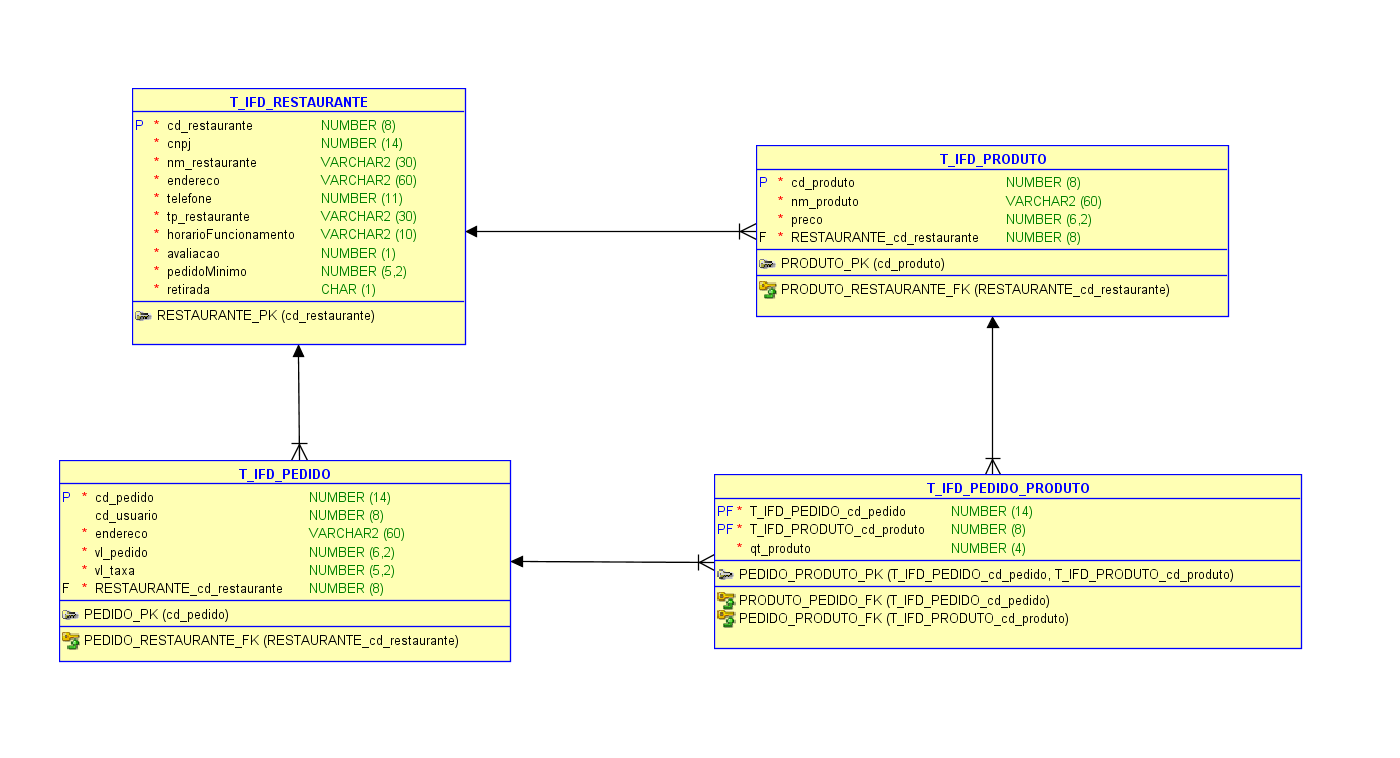 T_IFD_RESTAURANTE
P * cd_restaurante NUMBER (8)
* cnpj NUMBER (14)
* nm_restaurante VARCHAR2 (30)
* endereco VARCHAR2 (60)
* telefone NUMBER (11)
* tp_restaurante VARCHAR2 (30)
* horarioFuncionamento VARCHAR2 (10)
* avaliacao NUMBER (1)
* pedidoMinimo NUMBER (5,2)
* retirada CHAR (1)
RESTAURANTE_PK (cd_restaurante)
T_IFD_PRODUTO
P * cd_produto NUMBER (8)
* nm_produto VARCHAR2 (60)
* preco NUMBER (6,2)
F * RESTAURANTE_cd_restaurante NUMBER (8)
PRODUTO_PK (cd_produto)
PRODUTO_RESTAURANTE_FK (RESTAURANTE_cd_restaurante)
T_IFD_PEDIDO
P * cd_pedido NUMBER (14)
cd_usuario NUMBER (8)
* endereco VARCHAR2 (60)
* vl_pedido NUMBER (6,2)
* vl_taxa NUMBER (5,2)
F * RESTAURANTE_cd_restaurante NUMBER (8)
PEDIDO_PK (cd_pedido)
PEDIDO_RESTAURANTE_FK (RESTAURANTE_cd_restaurante)
T_IFD_PEDIDO_PRODUTO
PF * T_IFD_PEDIDO_cd_pedido NUMBER (14)
PF * T_IFD_PRODUTO_cd_produto NUMBER (8)
* qt_produto NUMBER (4)
PEDIDO_PRODUTO_PK (T_IFD_PEDIDO_cd_pedido, T_IFD_PRODUTO_cd_produto)
PRODUTO_PEDIDO_FK (T_IFD_PEDIDO_cd_pedido)
PEDIDO_PRODUTO_FK (T_IFD_PRODUTO_cd_produto)